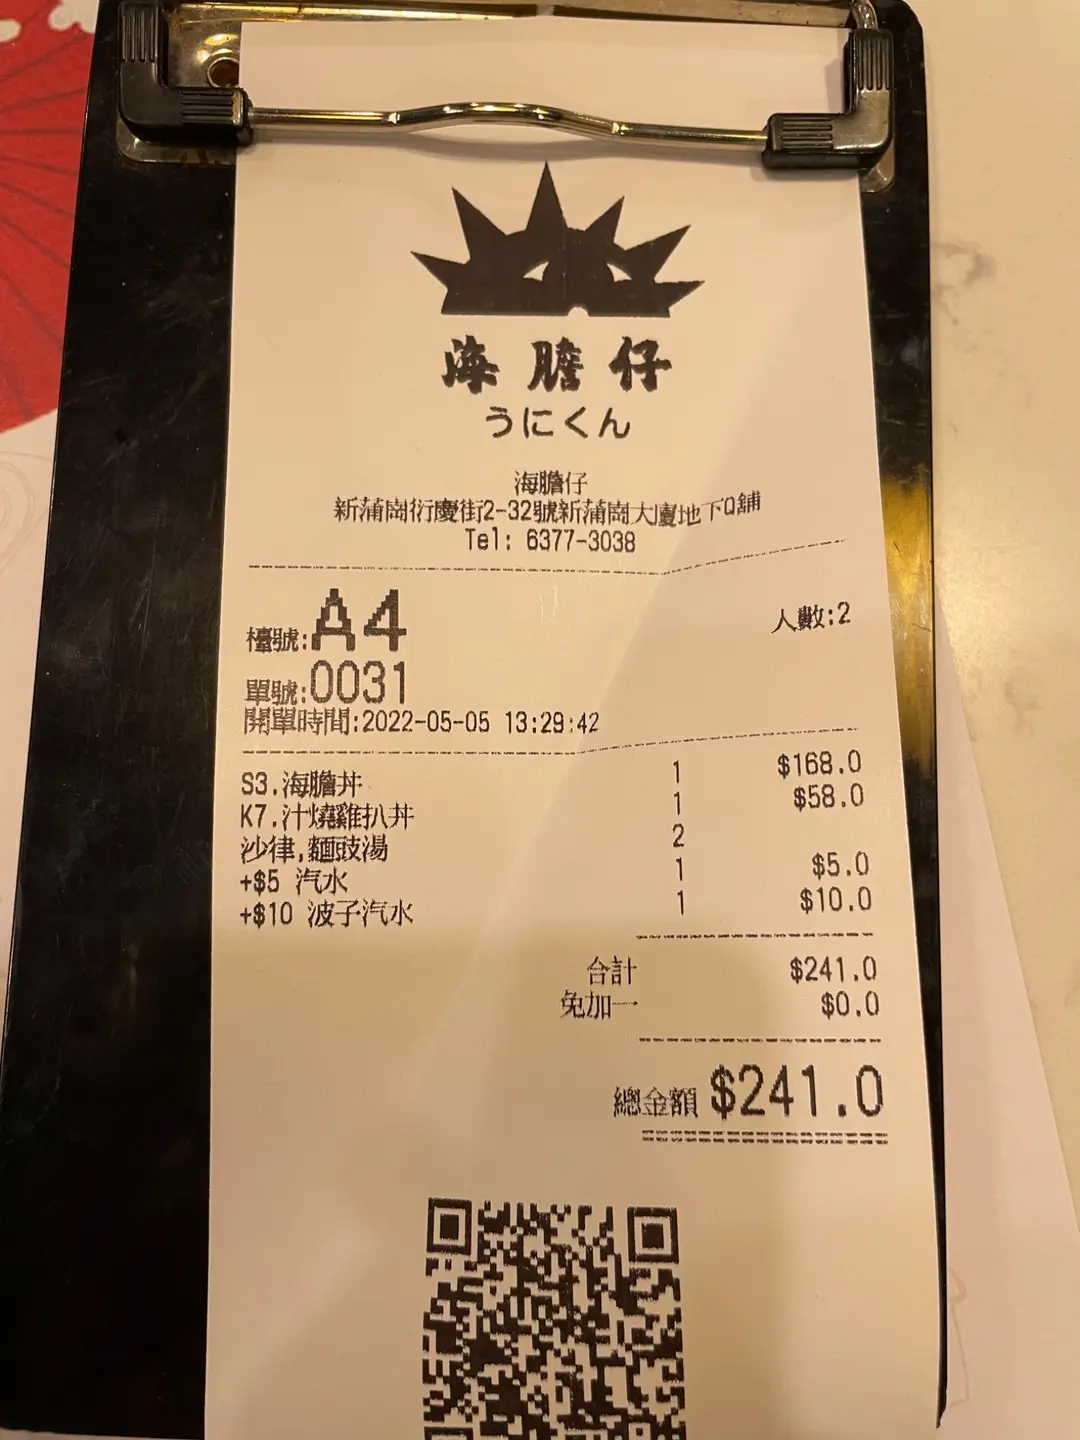 海膽仔
うにくん
海膽仔
新蒲崗衍慶街2-32號新蒲崗大廈地下Q舖
Tel: 6377-3038
檯號:A4 人數:2
單號:0031
開單時間:2022-05-05 13:29:42
S3.海膽丼 1 $168.0
K7.汁燒雞扒丼 1 $58.0
沙律,麵豉湯 2
+$5 汽水 1 $5.0
+$10 波子汽水 1 $10.0
合計 $241.0
免加一 $0.0
總金額 $241.0